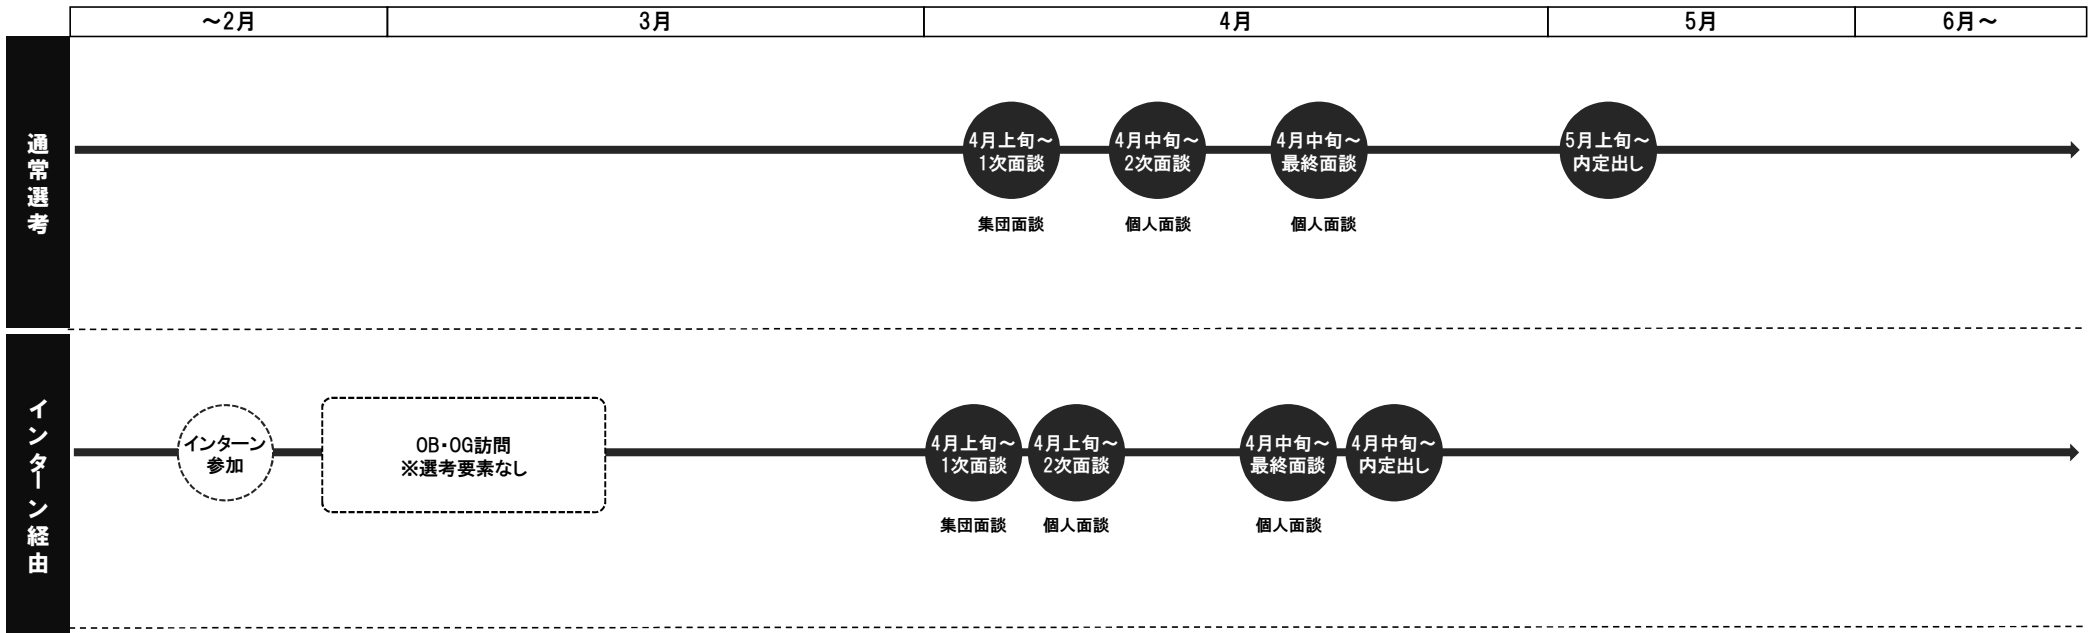 ～2月
3月
4月
5月
6月～
通常選考
4月上旬～
1次面談
4月中旬～
2次面談
4月中旬～
最終面談
5月上旬～
内定出し
集団面談
個人面談
個人面談
インターン経由
インターン
参加
OB・OG訪問
※選考要素なし
4月上旬～
1次面談
4月上旬～
2次面談
4月中旬～
最終面談
4月中旬～
内定出し
集団面談
個人面談
個人面談